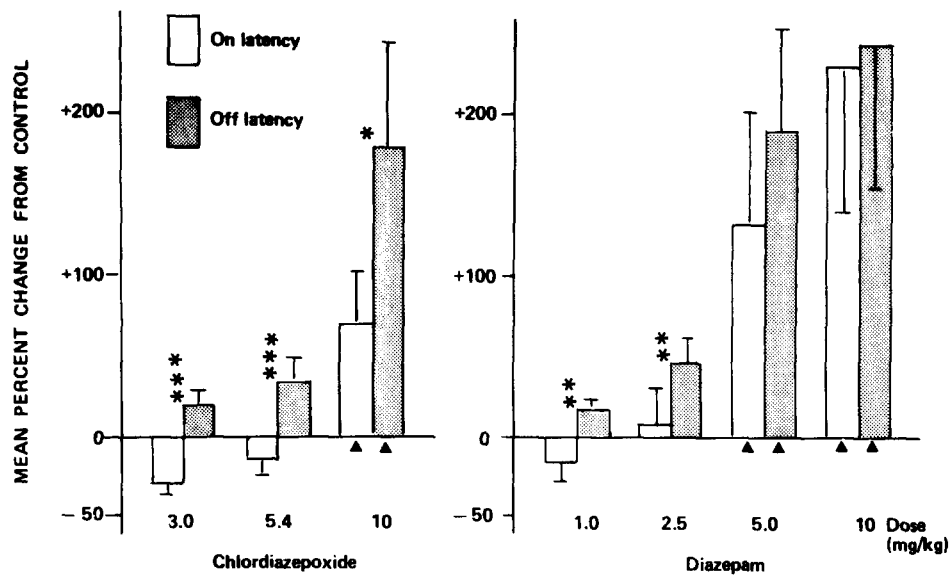 MEAN PERCENT CHANGE FROM CONTROL
On latency
Off latency
+200
+100
0
− 50
***
***
*
3.0 5.4 10
Chlordiazepoxide
+200
+100
0
− 50
**
**
1.0 2.5 5.0 10 Dose
(mg/kg)
Diazepam